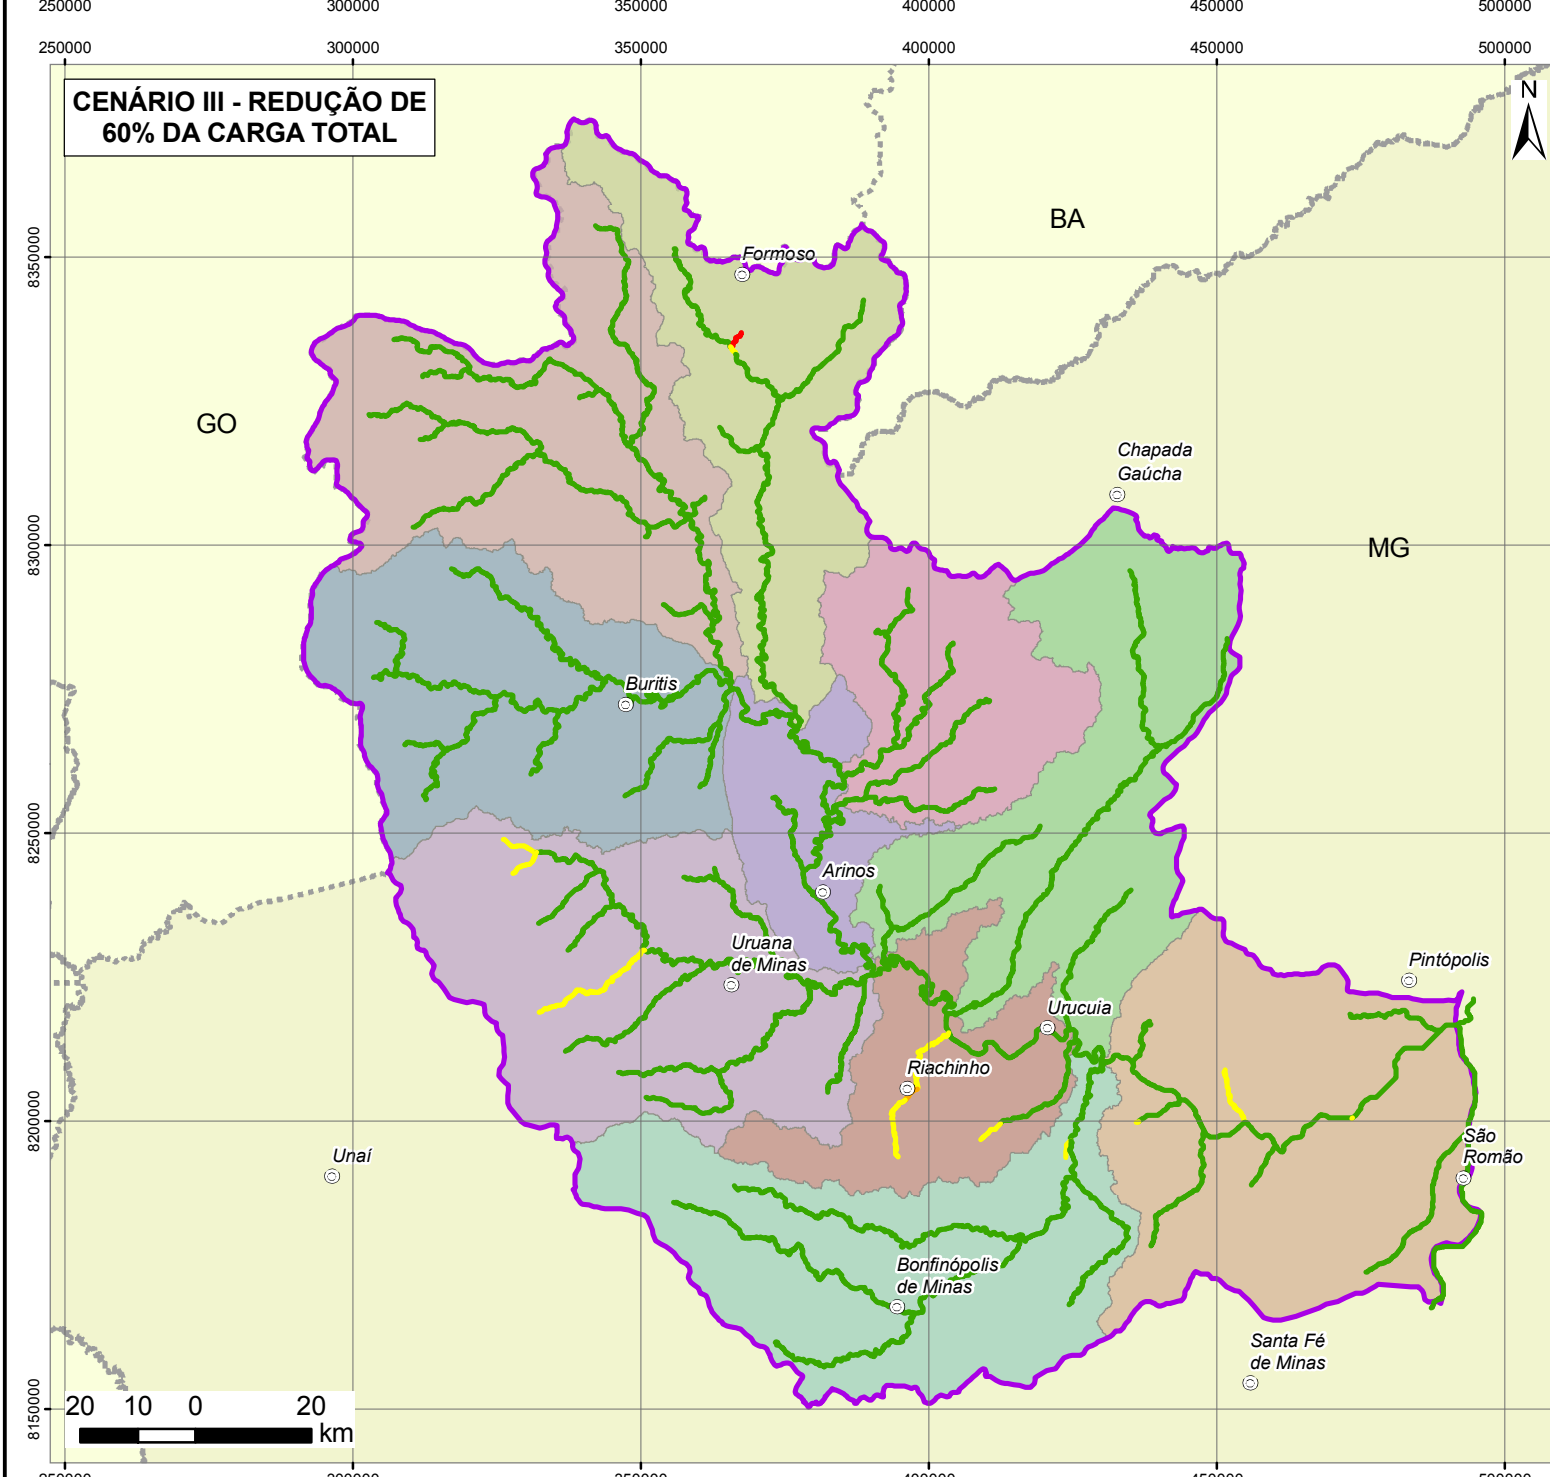 250000 300000 350000 400000 450000 500000
250000 300000 350000 400000 450000 500000
CENÁRIO III - REDUÇÃO DE
60% DA CARGA TOTAL
N
BA
8350000
Formoso
GO
Chapada
Gaúcha
8300000
MG
Buritis
8250000
Arinos
Uruana
de Minas
Pintópolis
Urucuia
Riachinho
8200000
São
Romão
Unaí
Bonfinópolis
de Minas
Santa Fé
de Minas
8150000
20 10 0 20
km